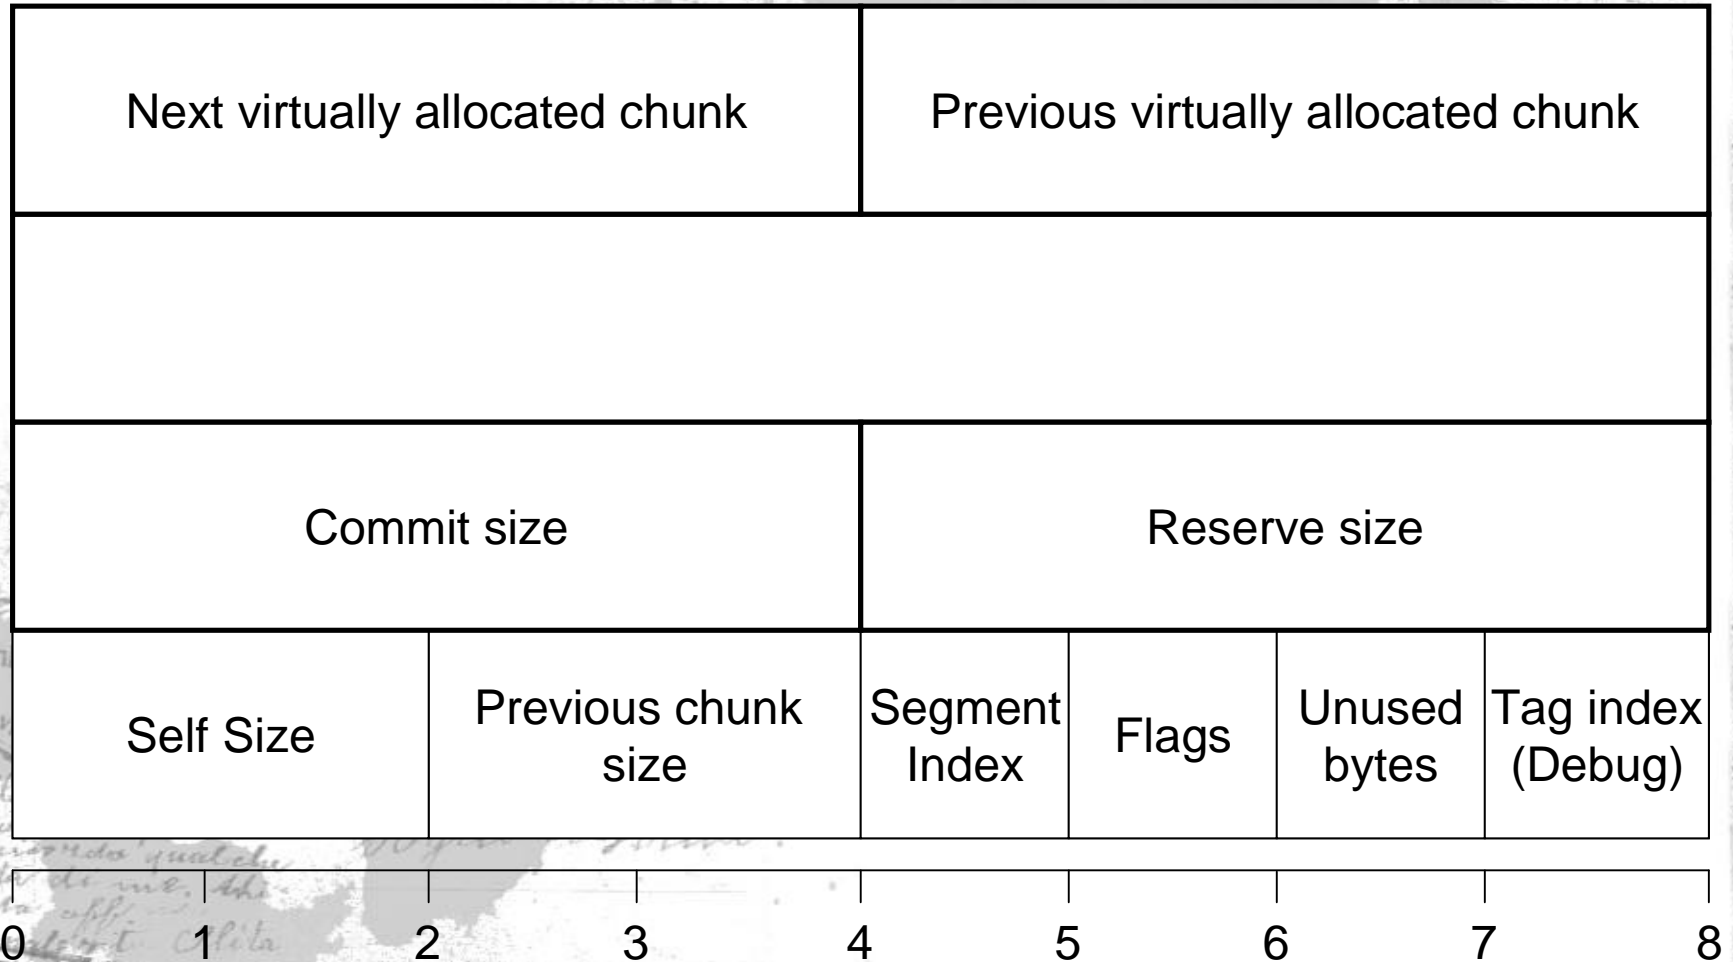 Next virtually allocated chunk
Previous virtually allocated chunk
Commit size
Reserve size
Self Size
Previous chunk
size
Segment
Index
Flags
Unused
bytes
Tag index
(Debug)
0 1 2 3 4 5 6 7 8